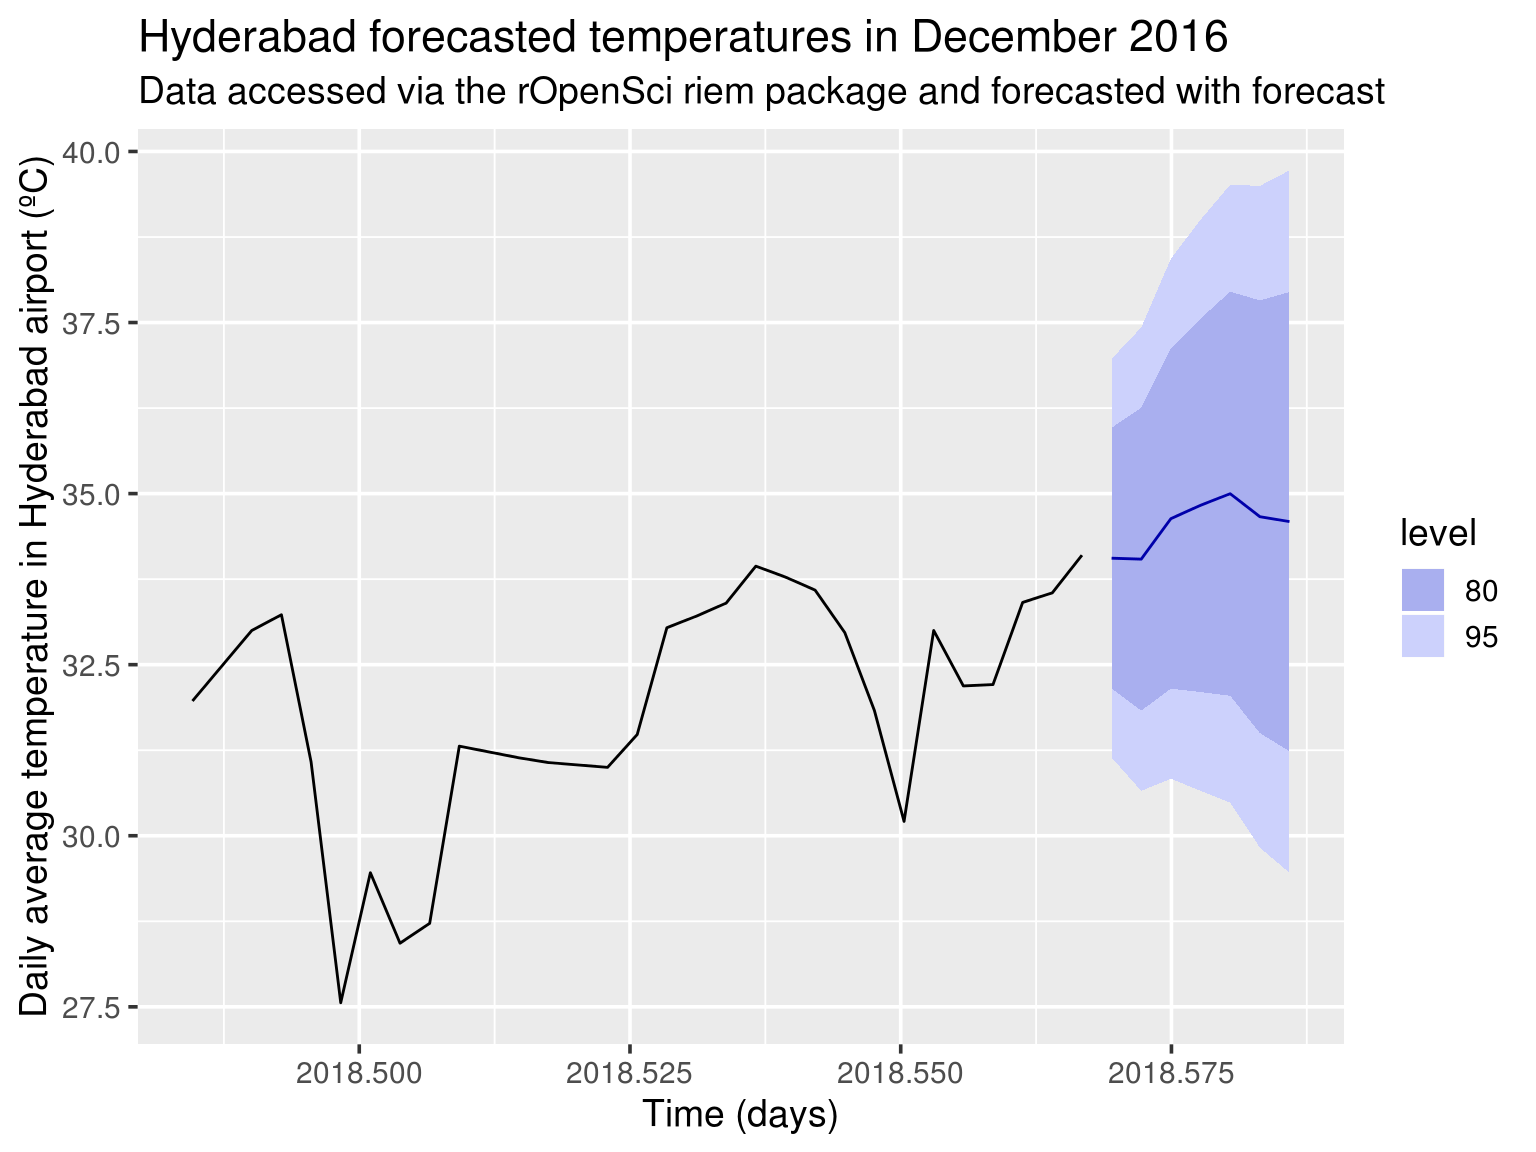 Hyderabad forecasted temperatures in December 2016
Data accessed via the rOpenSci riem package and forecasted with forecast
Daily average temperature in Hyderabad airport (ºC)
40.0
37.5
35.0
32.5
30.0
27.5
2018.500
2018.525
2018.550
2018.575
Time (days)
level
80
95